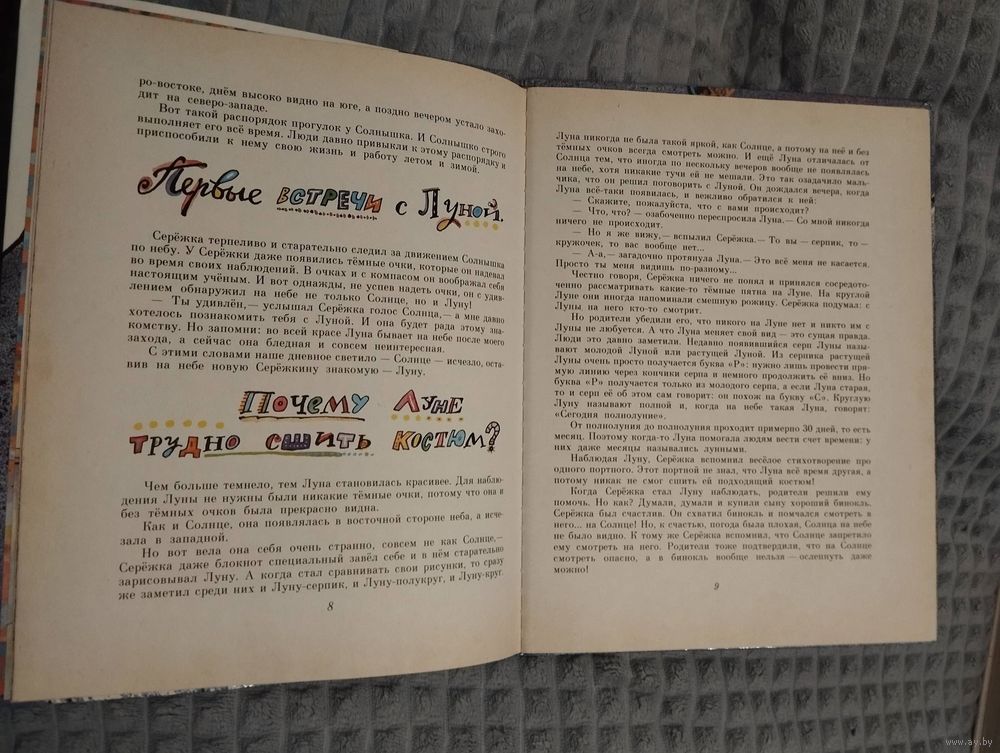 ро-востоке, днём высоко видно на юге, а поздно вечером устало захо-
дит на северо-западе.
Вот такой распорядок прогулок у Солнышка. И Солнышко строго
выполняет его всё время. Люди давно привыкли к этому распорядку и
приспособили к нему свою жизнь и работу летом и зимой.
Первые встречи с Луной.
Серёжка терпеливо и старательно следил за движением Солнышка
по небу. У Серёжки даже появились тёмные очки, которые он надевал
во время своих наблюдений. В очках и с компасом он воображал себя
настоящим учёным. И вот однажды, не успев надеть очки, он с удив-
лением обнаружил на небе не только Солнце, но и Луну!
— Ты удивлён,— услышал Серёжка голос Солнца,— а мне давно
хотелось познакомить тебя с Луной. И она будет рада этому зна-
комству. Но запомни: во всей красе Луна бывает на небе после моего
захода, а сейчас она бледная и совсем неинтересная.
С этими словами наше дневное светило — Солнце — исчезло, оста-
вив на небе новую Серёжкину знакомую — Луну.
Почему Луне
трудно сшить костюм?
Чем больше темнело, тем Луна становилась красивее. Для наблю-
дения Луны не нужны были никакие тёмные очки, потому что она и
без тёмных очков была прекрасно видна.
Как и Солнце, она появлялась в восточной стороне неба, а исче-
зала в западной.
Но вот вела она себя очень странно, совсем не как Солнце,—
Серёжка даже блокнот специальный завёл себе и в нём старательно
зарисовывал Луну. А когда стал сравнивать свои рисунки, то сразу
же заметил среди них и Луну-серпик, и Луну-полукруг, и Луну-круг.
8
Луна никогда не была такой яркой, как Солнце, а потому на неё и без
тёмных очков всегда смотреть можно. И ещё Луна отличалась от
Солнца тем, что иногда по нескольку вечеров вообще не появлялась
на небе, хотя никакие тучи ей не мешали. Это так озадачило маль-
чика, что он решил поговорить с Луной. Он дождался вечера, когда
Луна всё-таки появилась, и вежливо обратился к ней:
— Скажите, пожалуйста, что с вами происходит?
— Что, что? — озабоченно переспросила Луна.— Со мной никогда
ничего не происходит.
— Но я же вижу,— вспылил Серёжка.— То вы — серпик, то —
кружочек, то вас вообще нет...
— А-а,— загадочно протянула Луна.— Это всё меня не касается.
Просто ты меня видишь по-разному...
Честно говоря, Серёжка ничего не понял и принялся сосредото-
ченно рассматривать какие-то тёмные пятна на Луне. На круглой
Луне они иногда напоминали смешную рожицу. Серёжка подумал: с
Луны на него кто-то смотрит.
Но родители убедили его, что никого на Луне нет и никто им с
Луны не любуется. А что Луна меняет свой вид — это сущая правда.
Люди это давно заметили. Недавно появившийся серп Луны назы-
вают молодой Луной или растущей Луной. Из серпика растущей
Луны очень просто получается буква «Р»: нужно лишь провести пря-
мую линию через кончики серпа и немного продолжить её вниз. Но
буква «Р» получается только из молодого серпа, а если Луна старая,
то и серп её об этом сам говорит: он похож на букву «С». Круглую
Луну называют полной и, когда на небе такая Луна, говорят:
«Сегодня полнолуние».
От полнолуния до полнолуния проходит примерно 30 дней, то есть
месяц. Поэтому когда-то Луна помогала людям вести счет времени: у
них даже месяцы назывались лунными.
Наблюдая Луну, Серёжка вспомнил весёлое стихотворение про
одного портного. Этот портной не знал, что Луна всё время другая, а
потому никак не смог сшить ей подходящий костюм!
Когда Серёжка стал Луну наблюдать, родители решили ему
помочь. Но как? Думали, думали и купили сыну хороший бинокль.
Серёжка был счастлив. Он схватил бинокль и помчался смотреть в
него... на Солнце! Но, к счастью, погода была плохая, Солнца на небе
не было видно. К тому же Серёжка вспомнил, что Солнце запретило
ему смотреть на него. Родители тоже подтвердили, что на Солнце
смотреть опасно, а в бинокль вообще нельзя — ослепнуть даже
можно!
9
www.ay.by